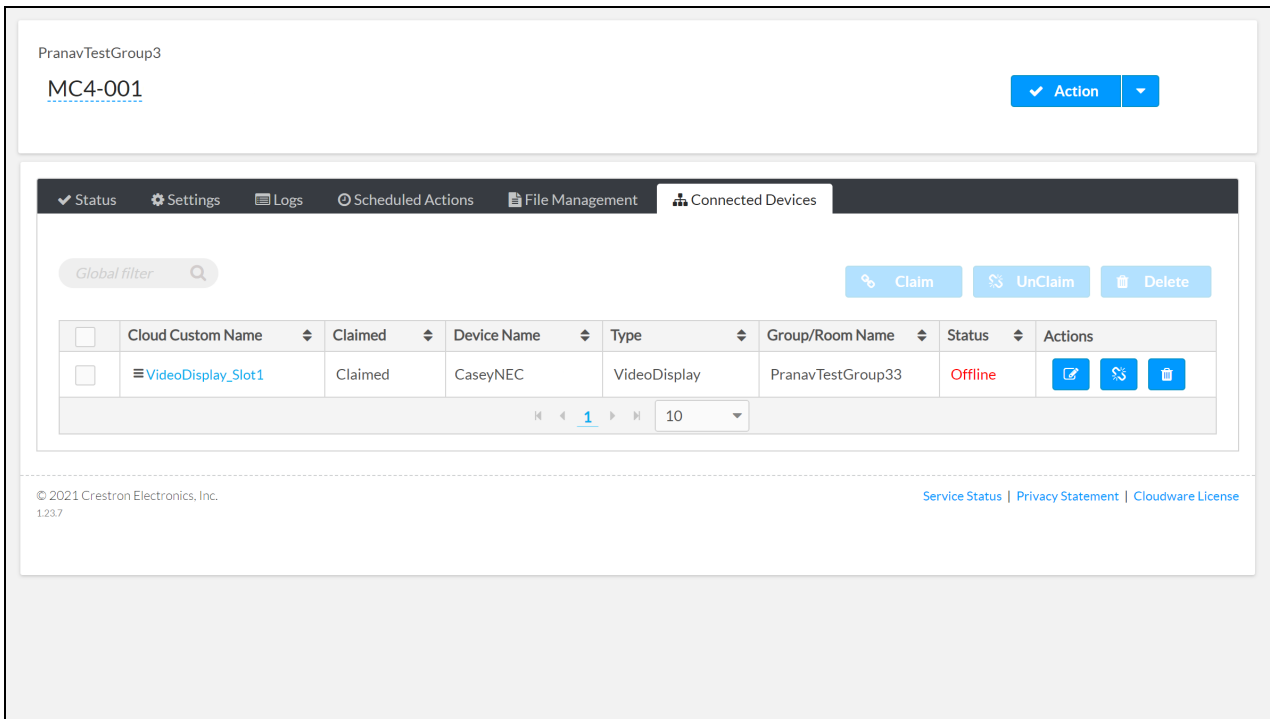 PranavTestGroup3
MC4-001
Action
Status Settings Logs Scheduled Actions File Management Connected Devices
Global filter
Claim UnClaim Delete
Cloud Custom Name Claimed Device Name Type Group/Room Name Status Actions
VideoDisplay_Slot1 Claimed CaseyNEC VideoDisplay PranavTestGroup33 Offline
1 10
© 2021 Crestron Electronics, Inc. Service Status | Privacy Statement | Cloudware License
1.23.7